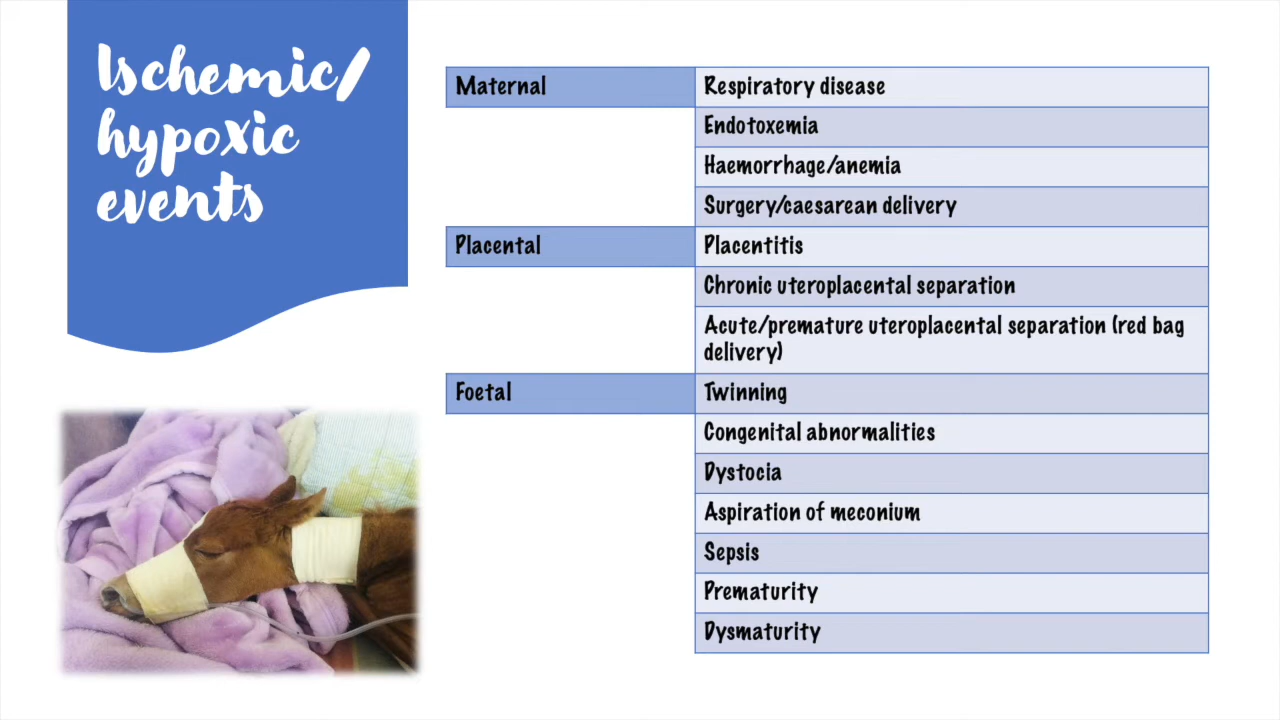 Ischemic/
hypoxic
events
Maternal
Respiratory disease
Endotoxemia
Haemorrhage/anemia
Surgery/caesarean delivery
Placental
Placentitis
Chronic uteroplacental separation
Acute/premature uteroplacental separation (red bag
delivery)
Foetal
Twinning
Congenital abnormalities
Dystocia
Aspiration of meconium
Sepsis
Prematurity
Dysmaturity